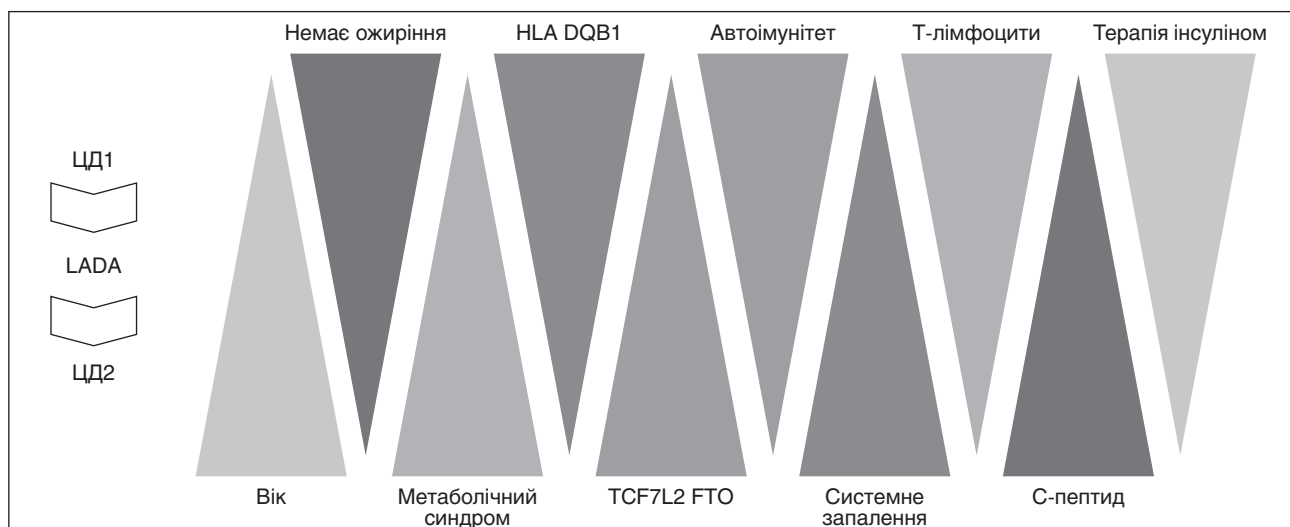 Немає ожиріння
HLA DQB1
Автоімунітет
Т-лімфоцити
Терапія інсуліном
ЦД1
LADA
ЦД2
Вік
Метаболічний
синдром
TCF7L2 FTO
Системне
запалення
С-пептид